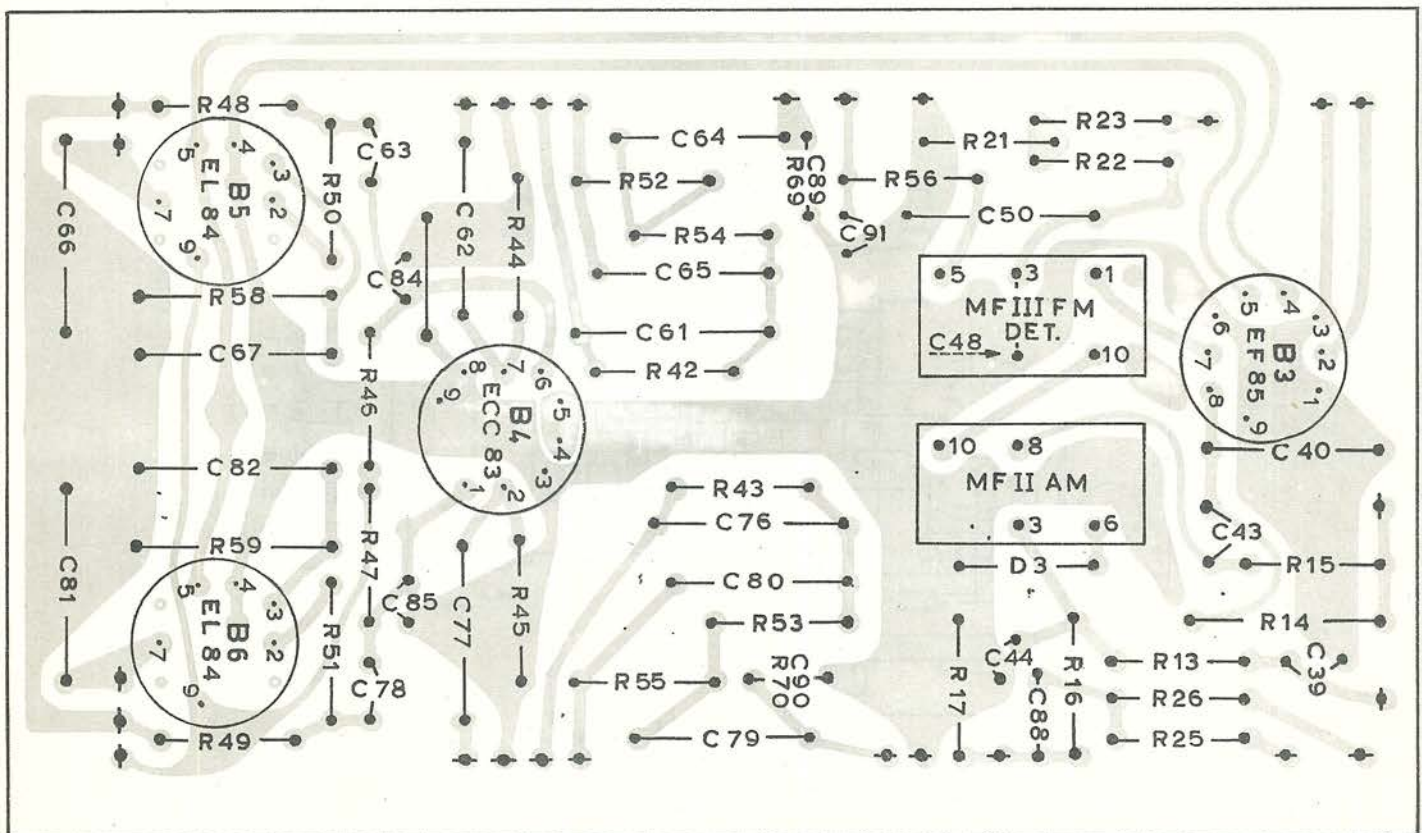 R48
C66
.5 .4 .3 .2 .7 9.
B5
EL 84
R50
C63
R58
C67
C84
C62
R44
C64
R52
R54
C65
C61
R42
R69
C89
R56
C91
R21
R23
R22
C50
5 3 1
MFIII FM
DET.
C48 10
.5 .4 .3 .2 .1 .6 .7 .8 .9
B3
EF85
R46
8 7 .6 .5 .4 .3 .2 .1 9
B4
ECC 83
10 8
MF II AM
3 6
C 40
C43
C82
R59
C81
R47
C85
C77
R45
R43
C76
C80
R53
D3
R15
R14
.5 .4 .3 .2 .7 9.
B6
EL 84
R51
C78
R49
R55
R70
C90
C79
R17
C44
C88
R16
R13
R26
R25
C39